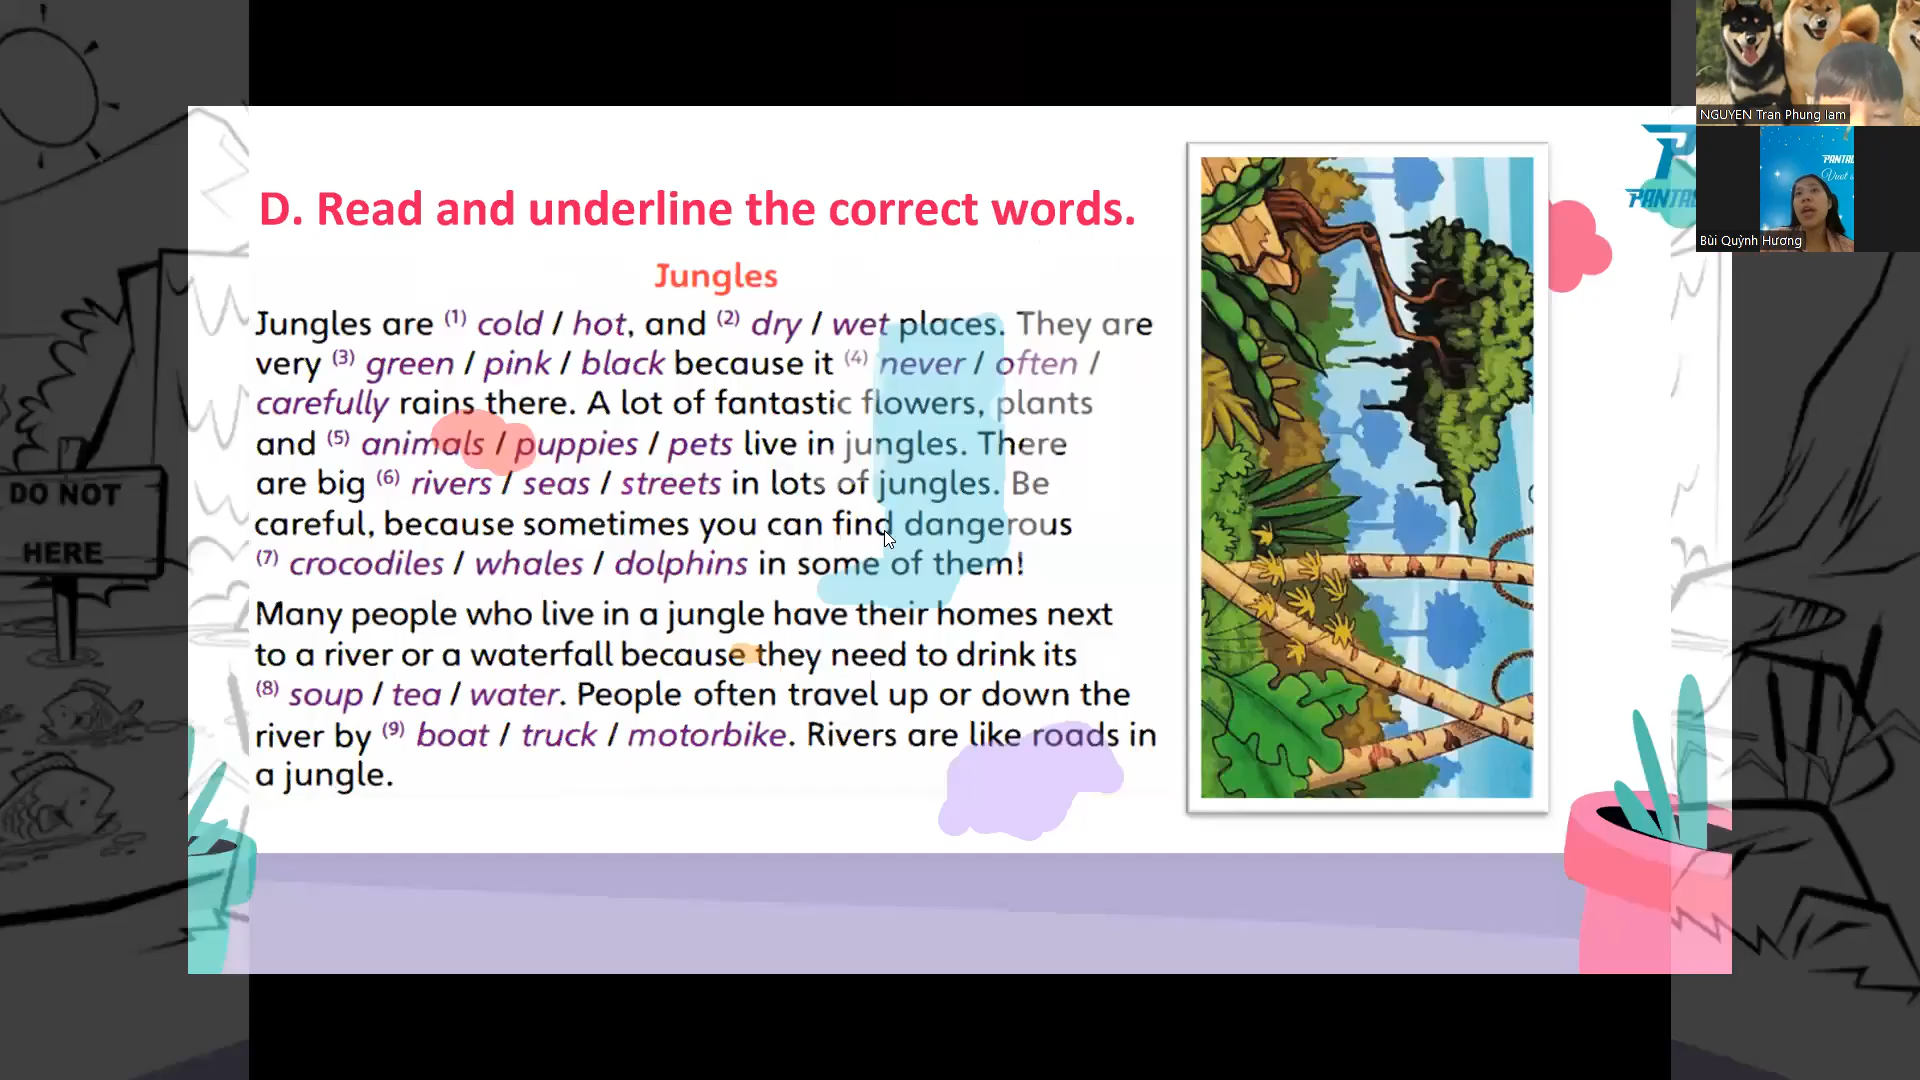 D. Read and underline the correct words.
Jungles
Jungles are (1) cold / hot, and (2) dry / wet places. They are
very (3) green / pink / black because it (4) never / often /
carefully rains there. A lot of fantastic flowers, plants
and (5) animals / puppies / pets live in jungles. There
are big (6) rivers / seas / streets in lots of jungles. Be
careful, because sometimes you can find dangerous
(7) crocodiles / whales / dolphins in some of them!
Many people who live in a jungle have their homes next
to a river or a waterfall because they need to drink its
(8) soup / tea / water. People often travel up or down the
river by (9) boat / truck / motorbike. Rivers are like roads in
a jungle.
DO NOT
HERE
NGUYEN Tran Phung lam
Bùi Quỳnh Hương